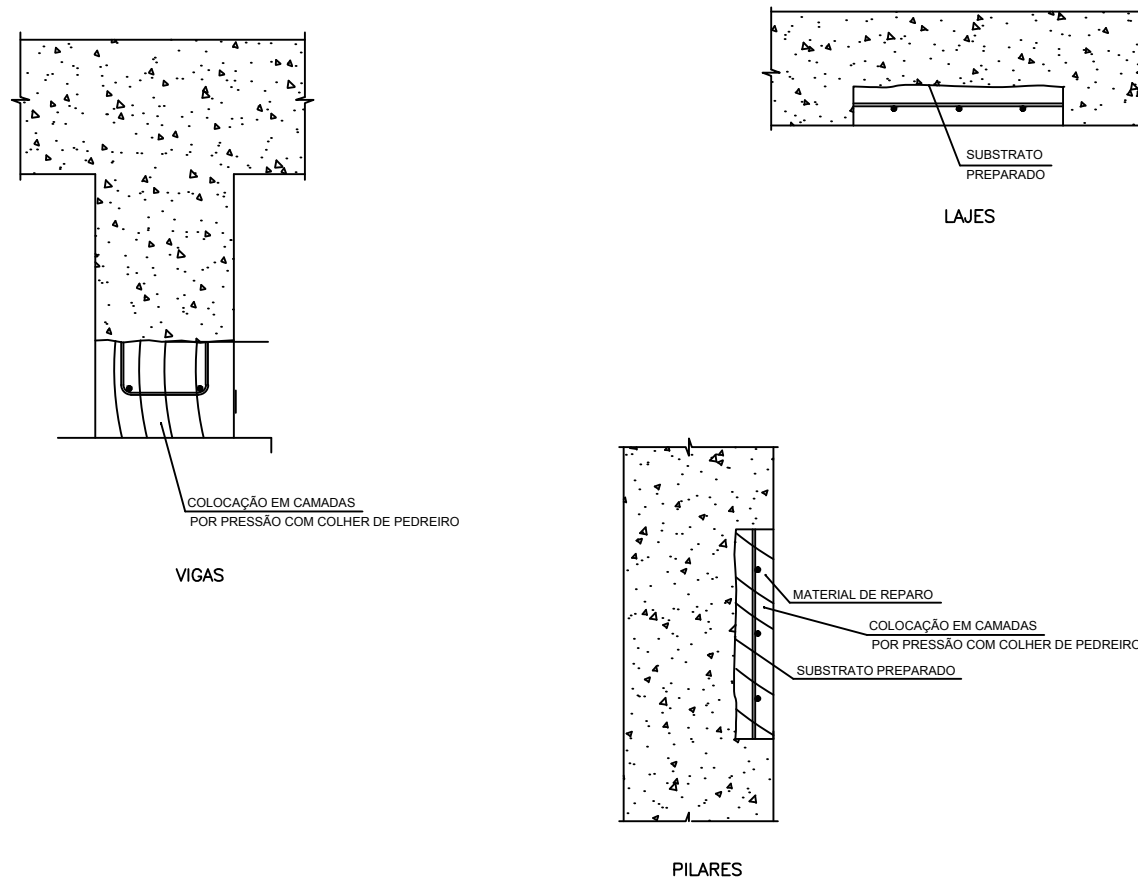 SUBSTRATO
PREPARADO
LAJES
COLOCAÇÃO EM CAMADAS
POR PRESSÃO COM COLHER DE PEDREIRO
VIGAS
MATERIAL DE REPARO
COLOCAÇÃO EM CAMADAS
POR PRESSÃO COM COLHER DE PEDREIRO
SUBSTRATO PREPARADO
PILARES